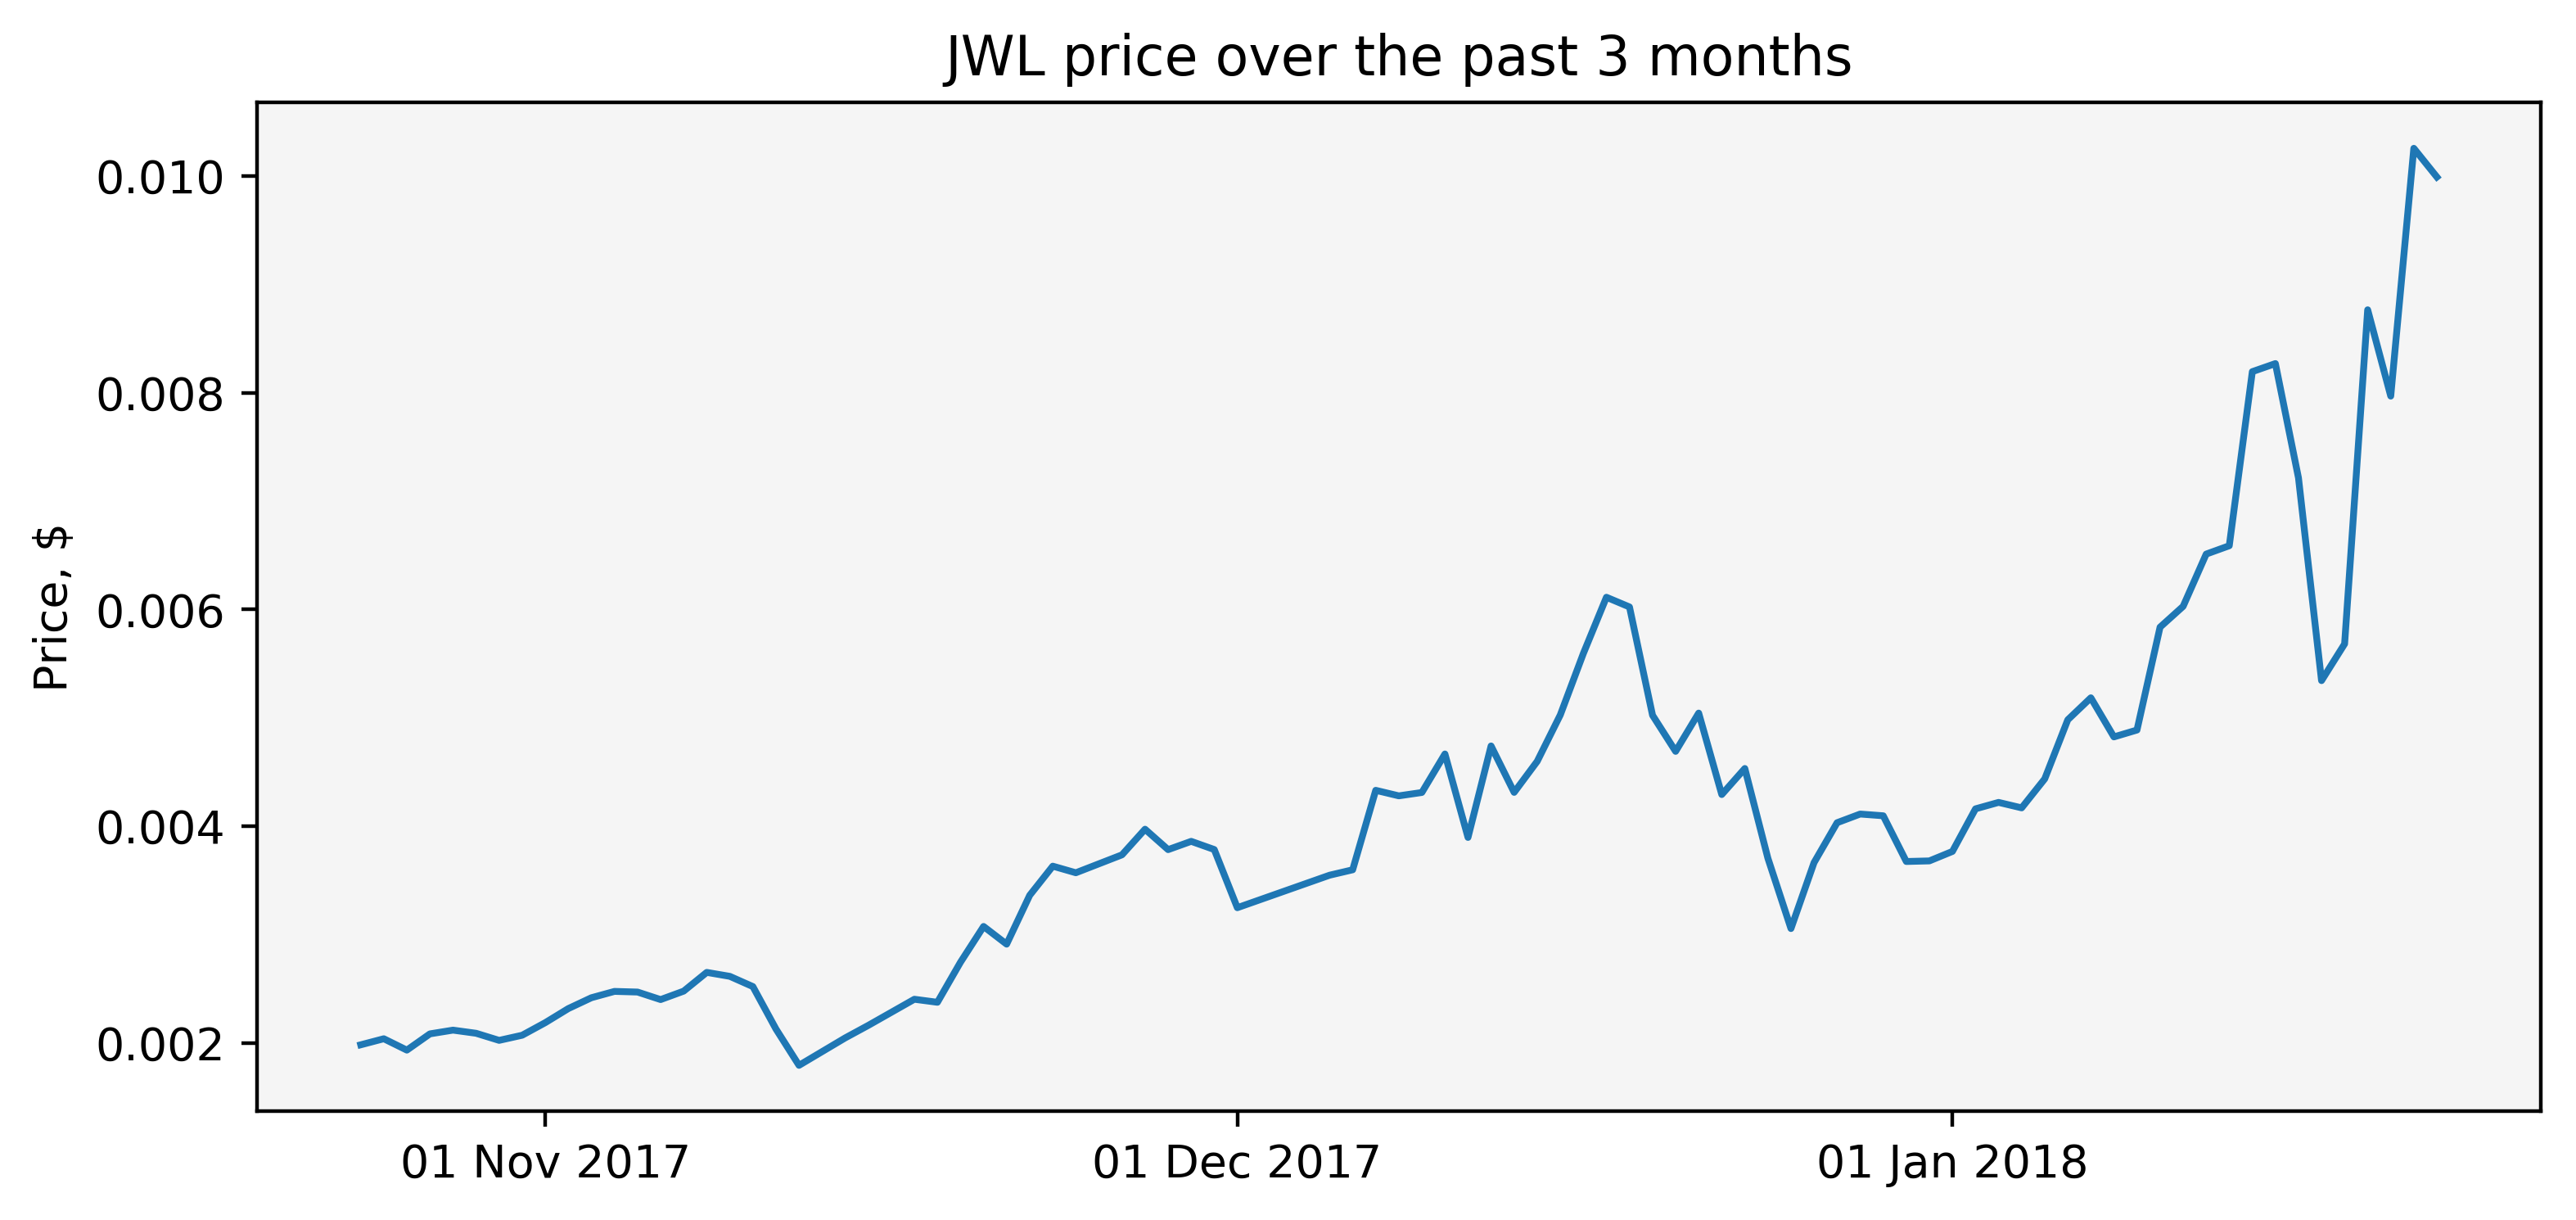 JWL price over the past 3 months
Price, $
0.010
0.008
0.006
0.004
0.002
01 Nov 2017
01 Dec 2017
01 Jan 2018